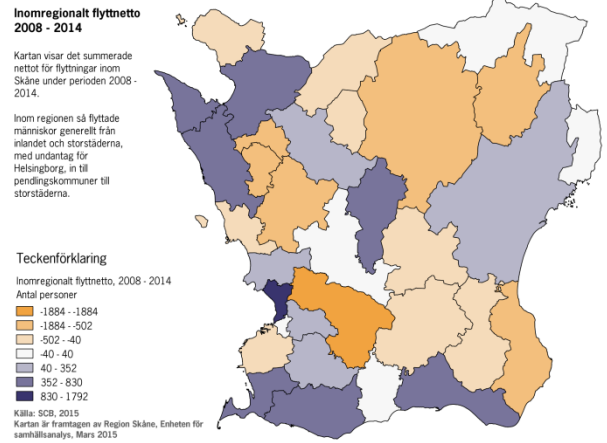 Inomregionalt flyttnetto
2008 - 2014
Kartan visar det summerade
nettot för flyttningar inom
Skåne under perioden 2008 -
2014.
Inom regionen så flyttade
människor generellt från
inlandet och storstäderna,
med undantag för
Helsingborg, in till
pendlingskommuner till
storstäderna.
Teckenförklaring
Inomregionalt flyttnetto, 2008 - 2014
Antal personer
-1884 --1884
-1884 --502
-502 --40
-40 - 40
40 - 352
352 - 830
830 - 1792
Källa: SCB, 2015
Kartan är framtagen av Region Skåne, Enheten för
samhällsanalys, Mars 2015